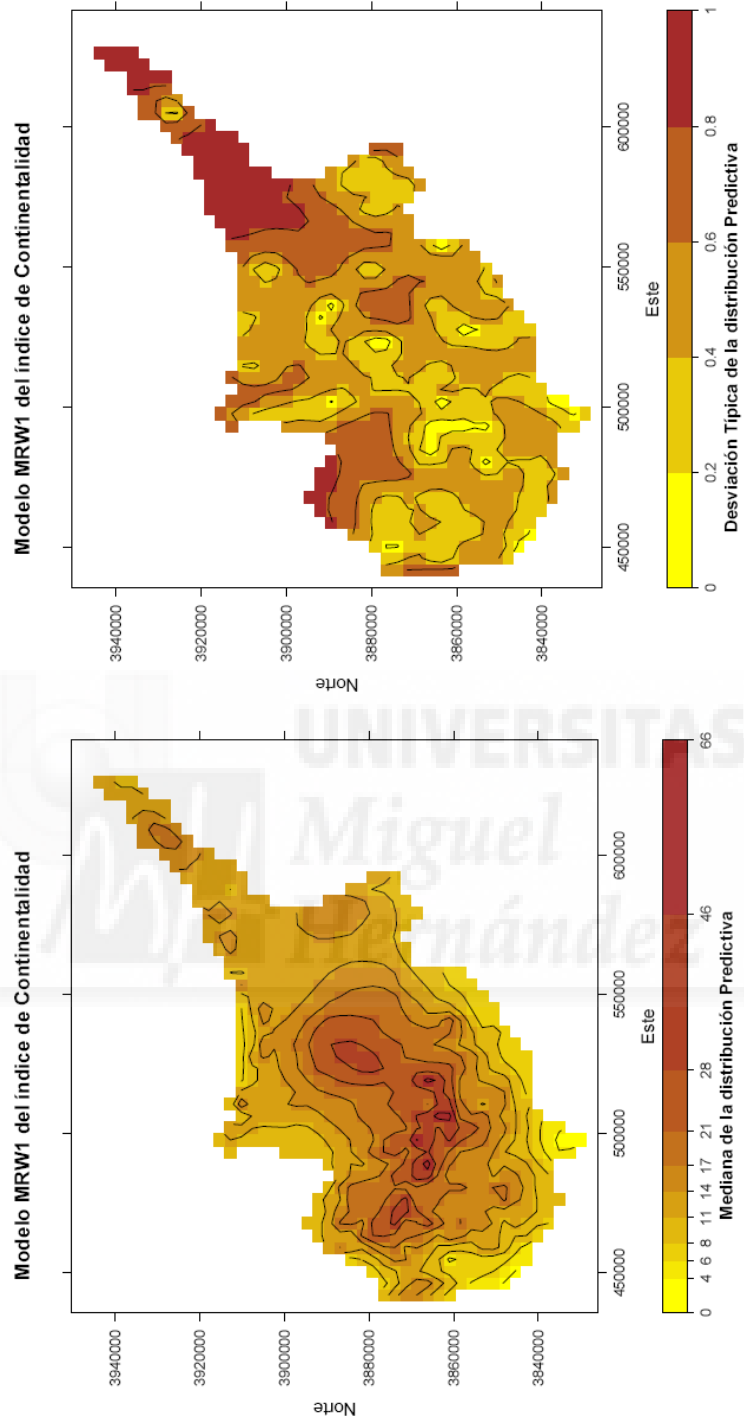 Modelo MRW1 del índice de Continentalidad
Norte
3940000
3920000
3900000
3880000
3860000
3840000
450000 500000 550000 600000
Este
0 4 6 8 11 14 17 21 28 46 66
Mediana de la distribución Predictiva
Modelo MRW1 del índice de Continentalidad
Norte
3940000
3920000
3900000
3880000
3860000
3840000
450000 500000 550000 600000
Este
0 0.2 0.4 0.6 0.8 1
Desviación Típica de la distribución Predictiva
UNIVERSITAS
Miguel
Hernández